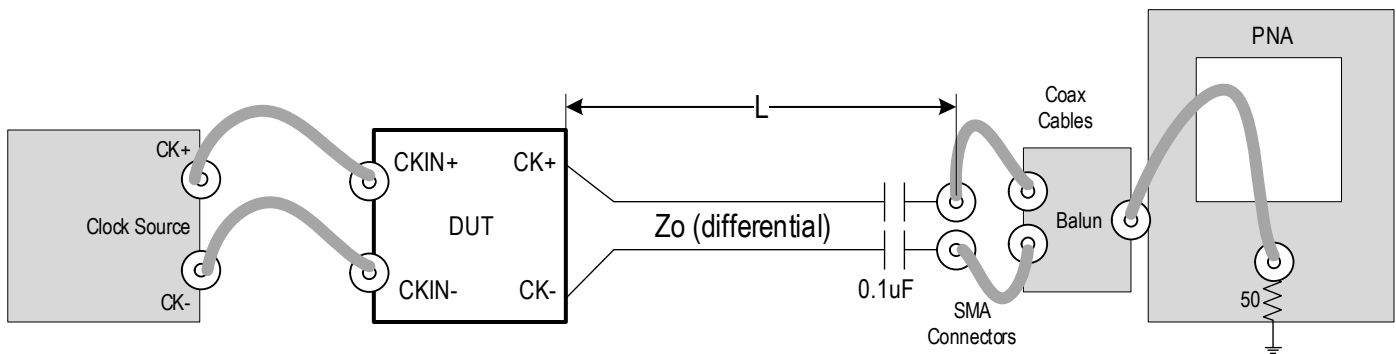 PNA
L
Coax
Cables
CK+
CKIN+
CK+
Clock Source
DUT
Zo (differential)
Balun
CK-
CKIN-
CK-
0.1uF
SMA
Connectors
50